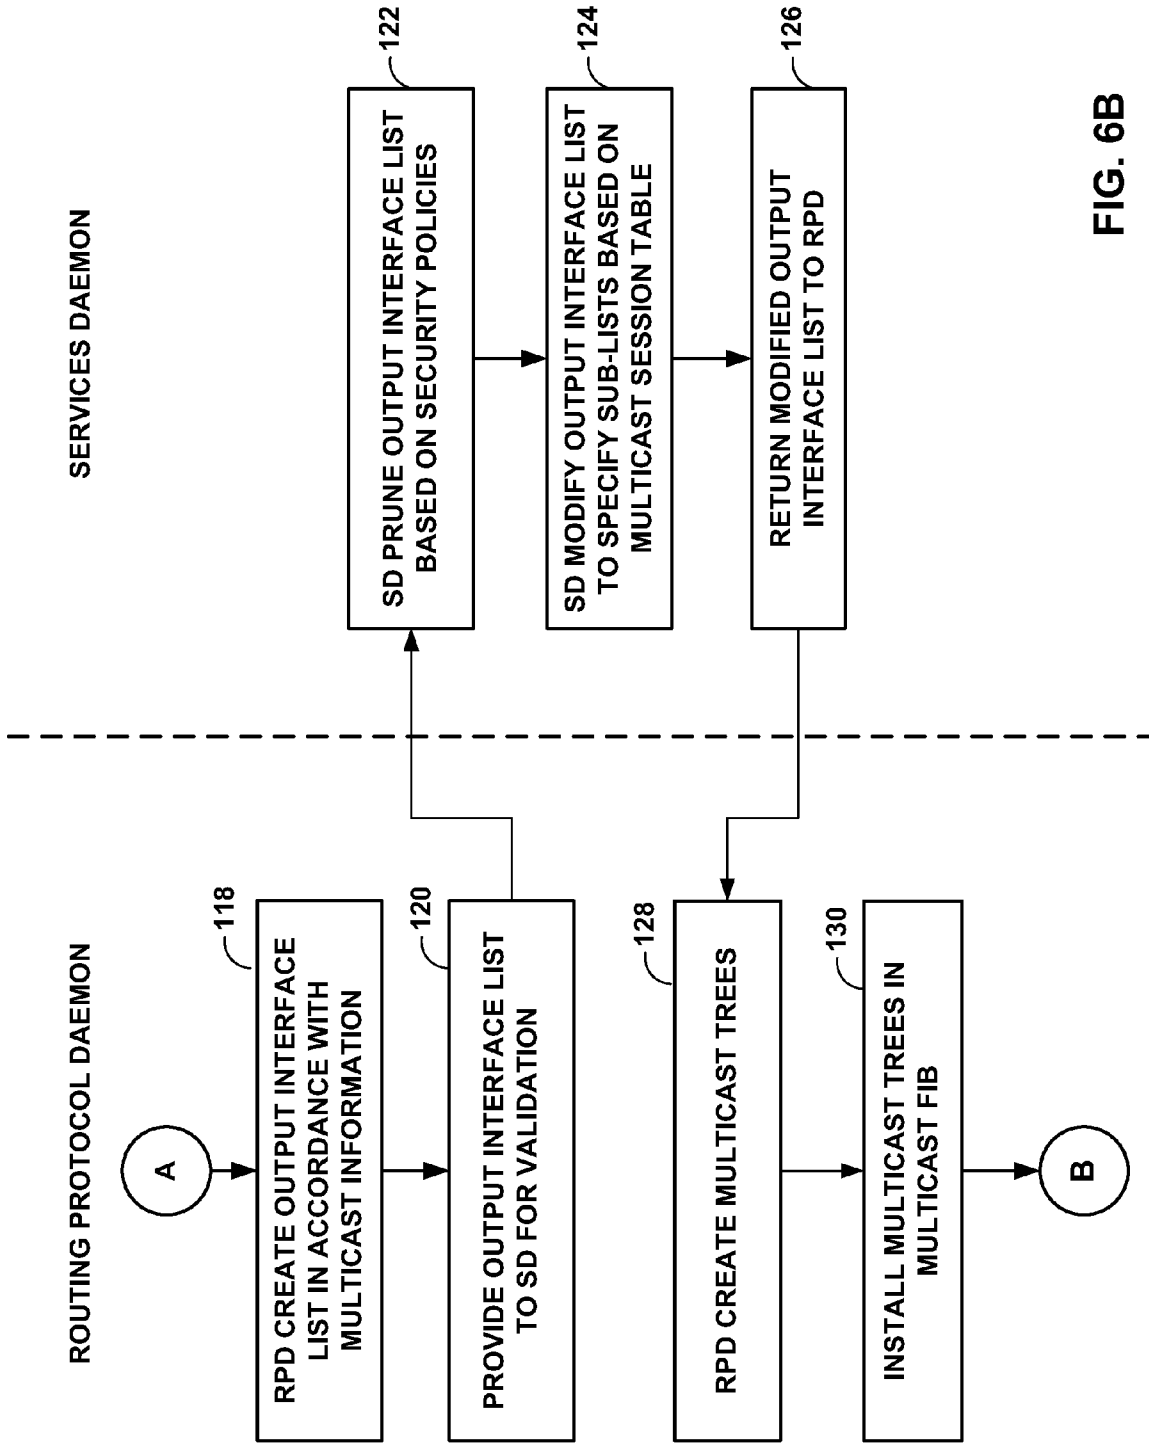 ROUTING PROTOCOL DAEMON
SERVICES DAEMON
A
118
RPD CREATE OUTPUT INTERFACE
LIST IN ACCORDANCE WITH
MULTICAST INFORMATION
120
PROVIDE OUTPUT INTERFACE LIST
TO SD FOR VALIDATION
122
SD PRUNE OUTPUT INTERFACE LIST
BASED ON SECURITY POLICIES
124
SD MODIFY OUTPUT INTERFACE LIST
TO SPECIFY SUB-LISTS BASED ON
MULTICAST SESSION TABLE
126
RETURN MODIFIED OUTPUT
INTERFACE LIST TO RPD
128
RPD CREATE MULTICAST TREES
130
INSTALL MULTICAST TREES IN
MULTICAST FIB
B
FIG. 6B